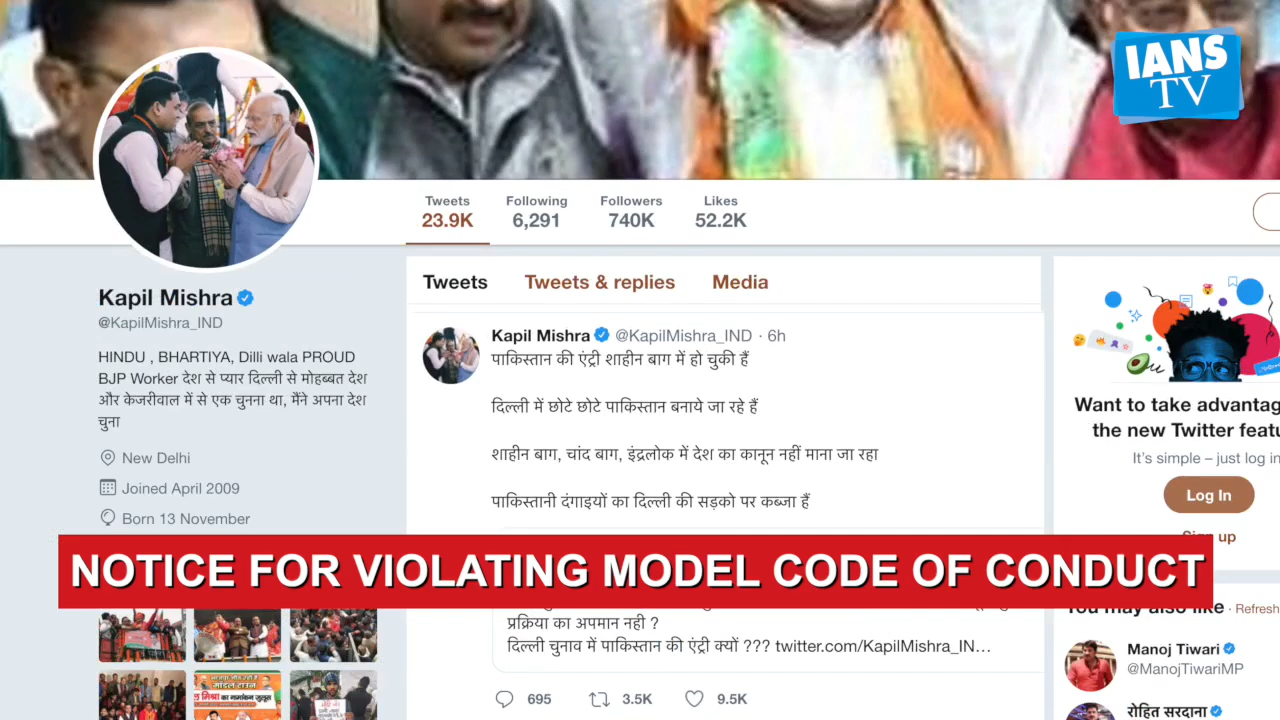 IANS
TV
Tweets
23.9K
Following
6,291
Followers
740K
Likes
52.2K
Kapil Mishra
@KapilMishra_IND
HINDU , BHARTIYA, Dilli wala PROUD
BJP Worker देश से प्यार दिल्ली से मोहब्बत देश
और केजरीवाल में से एक चुनना था, मैंने अपना देश
चुना
New Delhi
Joined April 2009
Born 13 November
Tweets
Tweets & replies
Media
Kapil Mishra @KapilMishra_IND · 6h
पाकिस्तान की एंट्री शाहीन बाग में हो चुकी हैं
दिल्ली में छोटे छोटे पाकिस्तान बनाये जा रहे हैं
शाहीन बाग, चांद बाग, इंद्रलोक में देश का कानून नहीं माना जा रहा
पाकिस्तानी दंगाइयों का दिल्ली की सड़को पर कब्जा हैं
NOTICE FOR VIOLATING MODEL CODE OF CONDUCT
प्रक्रिया का अपमान नही ?
दिल्ली चुनाव में पाकिस्तान की एंट्री क्यों ??? twitter.com/KapilMishra_IN…
695
3.5K
9.5K
Want to take advantag
the new Twitter featu
It's simple – just log in
Log In
Sign up
You may also like · Refresh
Manoj Tiwari
@ManojTiwariMP
रोहित सरदाना